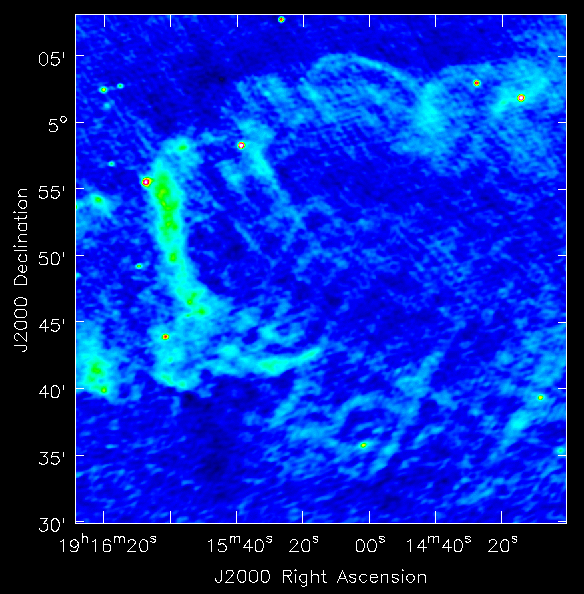 05'
5°
55'
50'
45'
40'
35'
30'
19ʰ16ᵐ20ˢ 15ᵐ40ˢ 20ˢ 00ˢ 14ᵐ40ˢ 20ˢ
J2000 Right Ascension
J2000 Declination